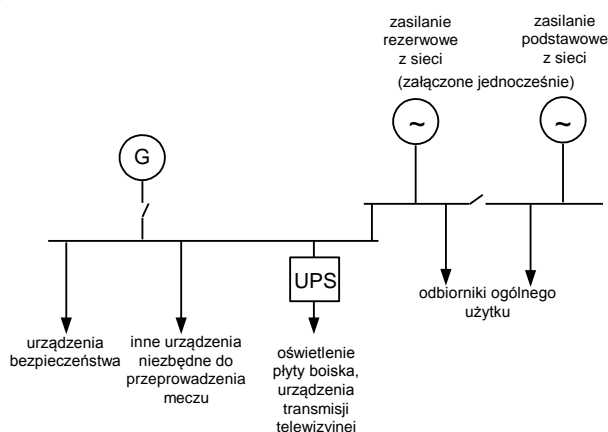 zasilanie
rezerwowe
z sieci
zasilanie
podstawowe
z sieci
(załączone jednocześnie)
~
~
G
UPS
odbiorniki ogólnego
użytku
urządzenia
bezpieczeństwa
inne urządzenia
niezbędne do
przeprowadzenia
meczu
oświetlenie
płyty boiska,
urządzenia
transmisji
telewizyjnej